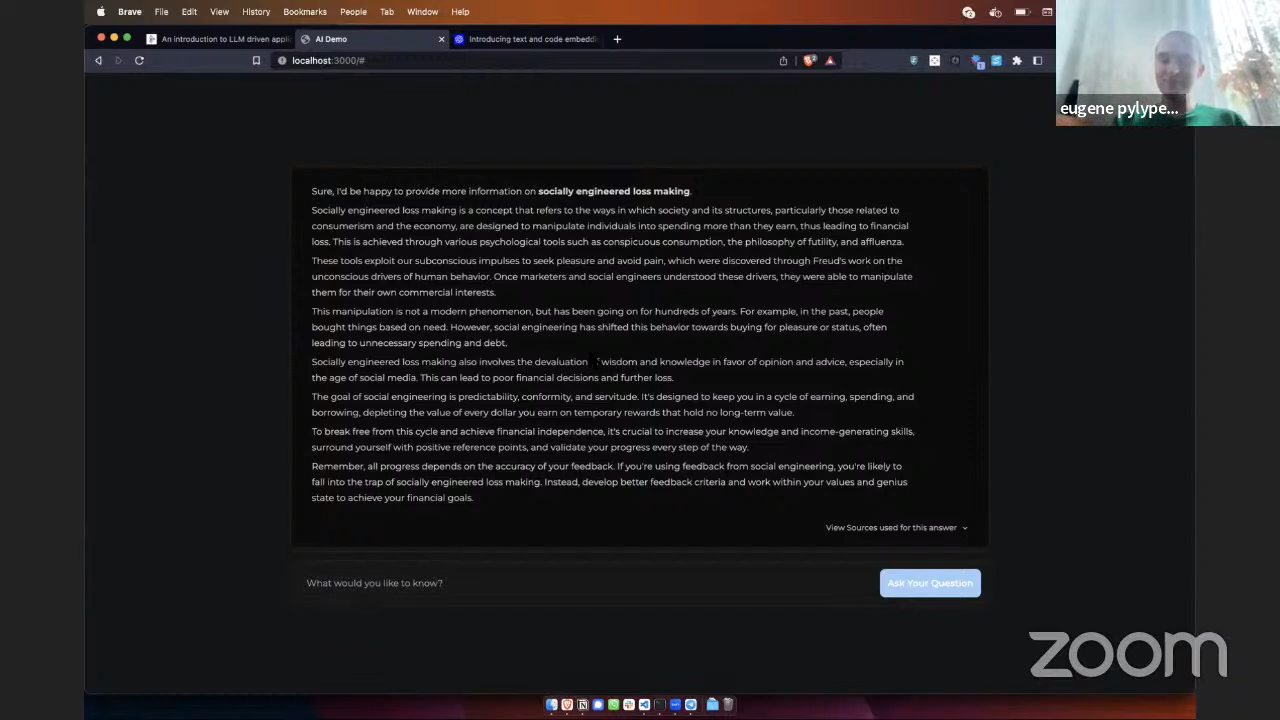 Brave File Edit View History Bookmarks People Tab Window Help
An introduction to LLM driven appli
AI Demo
Introducing text and code embeddi
localhost:3000/#
eugene pylype...
Sure, I'd be happy to provide more information on socially engineered loss making.
Socially engineered loss making is a concept that refers to the ways in which society and its structures, particularly those related to
consumerism and the economy, are designed to manipulate individuals into spending more than they earn, thus leading to financial
loss. This is achieved through various psychological tools such as conspicuous consumption, the philosophy of futility, and affluenza.
These tools exploit our subconscious impulses to seek pleasure and avoid pain, which were discovered through Freud's work on the
unconscious drivers of human behavior. Once marketers and social engineers understood these drivers, they were able to manipulate
them for their own commercial interests.
This manipulation is not a modern phenomenon, but has been going on for hundreds of years. For example, in the past, people
bought things based on need. However, social engineering has shifted this behavior towards buying for pleasure or status, often
leading to unnecessary spending and debt.
Socially engineered loss making also involves the devaluation wisdom and knowledge in favor of opinion and advice, especially in
the age of social media. This can lead to poor financial decisions and further loss.
The goal of social engineering is predictability, conformity, and servitude. It's designed to keep you in a cycle of earning, spending, and
borrowing, depleting the value of every dollar you earn on temporary rewards that hold no long-term value.
To break free from this cycle and achieve financial independence, it's crucial to increase your knowledge and income-generating skills,
surround yourself with positive reference points, and validate your progress every step of the way.
Remember, all progress depends on the accuracy of your feedback. If you're using feedback from social engineering, you're likely to
fall into the trap of socially engineered loss making. Instead, develop better feedback criteria and work within your values and genius
state to achieve your financial goals.
View Sources used for this answer
What would you like to know?
Ask Your Question
zoom